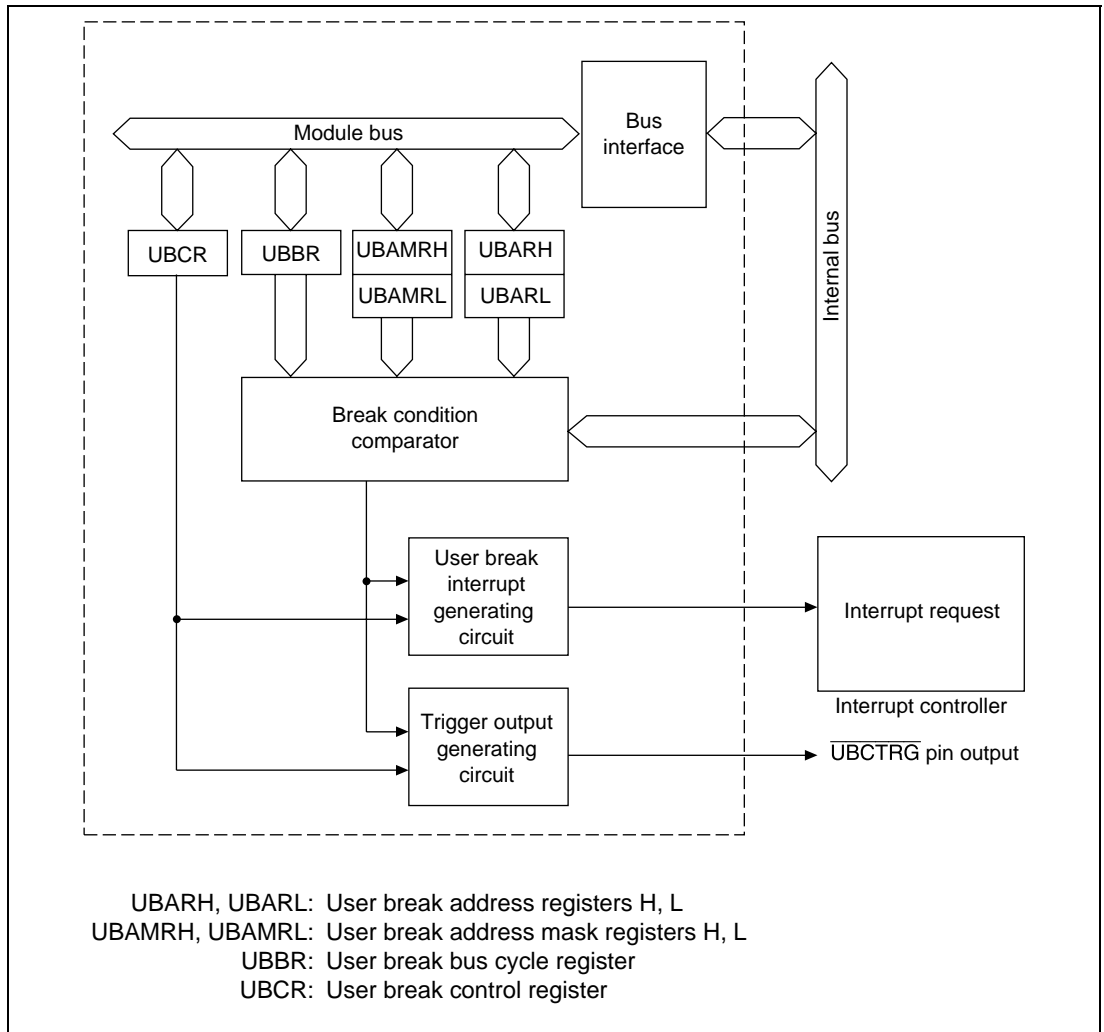 Module bus
Bus
interface
Internal bus
UBCR
UBBR
UBAMRH
UBAMRL
UBARH
UBARL
Break condition
comparator
User break
interrupt
generating
circuit
Interrupt request
Interrupt controller
Trigger output
generating
circuit
UBCTRG pin output
UBARH, UBARL: User break address registers H, L
UBAMRH, UBAMRL: User break address mask registers H, L
UBBR: User break bus cycle register
UBCR: User break control register